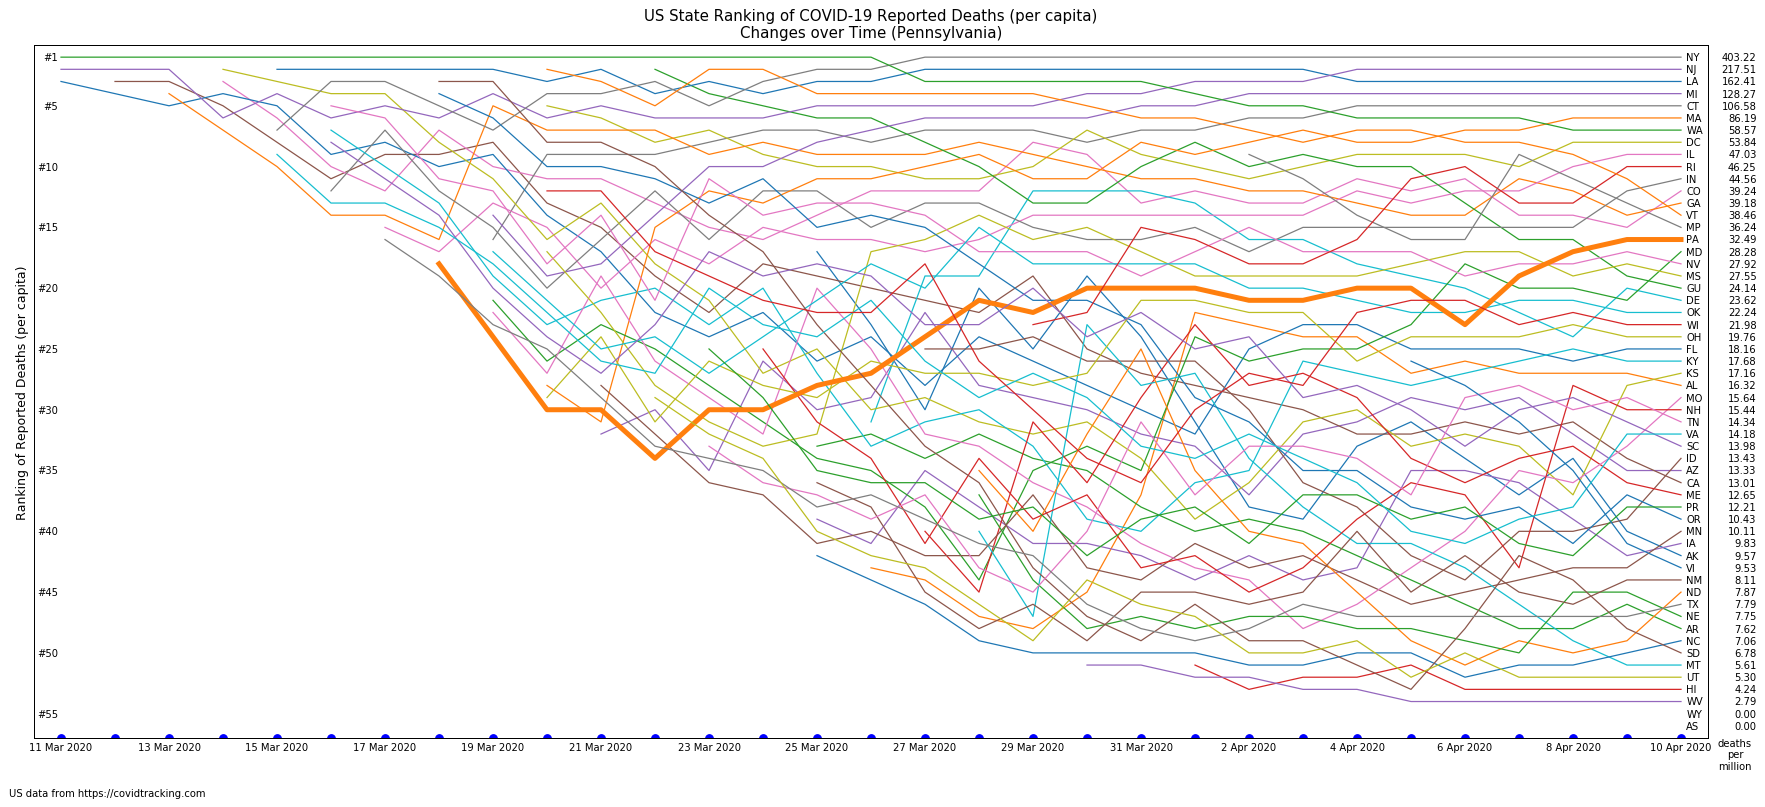 US State Ranking of COVID-19 Reported Deaths (per capita)
Changes over Time (Pennsylvania)
Ranking of Reported Deaths (per capita)
#1
#5
#10
#15
#20
#25
#30
#35
#40
#45
#50
#55
NY 403.22
NJ 217.51
LA 162.41
MI 128.27
CT 106.58
MA 86.19
WA 58.57
DC 53.84
IL 47.03
RI 46.25
IN 44.56
CO 39.24
GA 39.18
VT 38.46
MP 36.24
PA 32.49
MD 28.28
NV 27.92
MS 27.55
GU 24.14
DE 23.62
OK 22.24
WI 21.98
OH 19.76
FL 18.16
KY 17.68
KS 17.16
AL 16.32
MO 15.64
NH 15.44
TN 14.34
VA 14.18
SC 13.98
ID 13.43
AZ 13.33
CA 13.01
ME 12.65
PR 12.21
OR 10.43
MN 10.11
IA 9.83
AK 9.57
VI 9.53
NM 8.11
ND 7.87
TX 7.79
NE 7.75
AR 7.62
NC 7.06
SD 6.78
MT 5.61
UT 5.30
HI 4.24
WV 2.79
WY 0.00
AS 0.00
11 Mar 2020 13 Mar 2020 15 Mar 2020 17 Mar 2020 19 Mar 2020 21 Mar 2020 23 Mar 2020 25 Mar 2020 27 Mar 2020 29 Mar 2020 31 Mar 2020 2 Apr 2020 4 Apr 2020 6 Apr 2020 8 Apr 2020 10 Apr 2020
deaths
per
million
US data from https://covidtracking.com